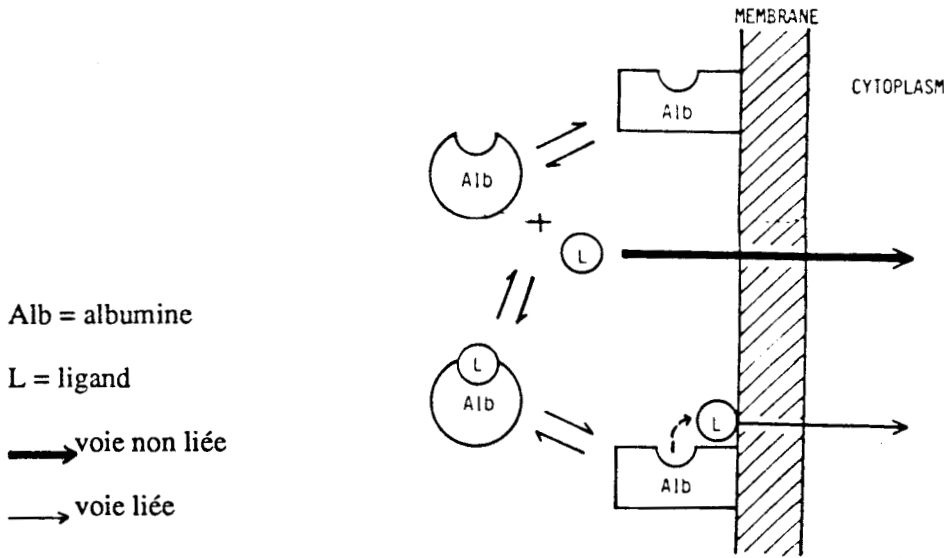 MEMBRANE
CYTOPLASM
Alb
Alb
+
L
Alb = albumine
L = ligand
L
Alb
L
Alb
voie non liée
voie liée